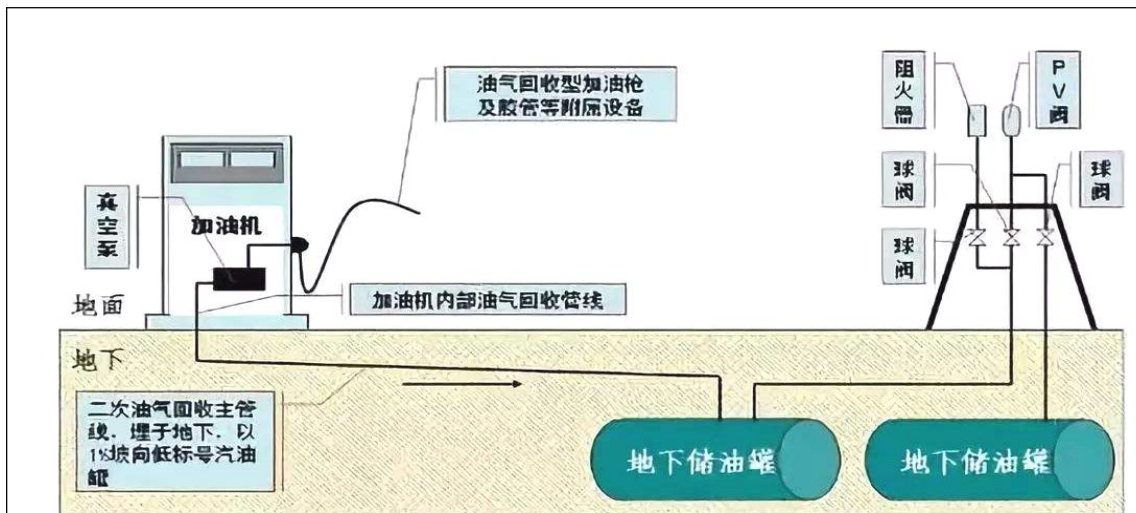 油气回收型加油枪
及胶管等附属设备
阻火器
PV阀
真空泵
加油机
球阀
球阀
球阀
地面
加油机内部油气回收管线
地下
二次油气回收主管
线，埋于地下，以
1%坡向低标号汽油
罐
地下储油罐
地下储油罐